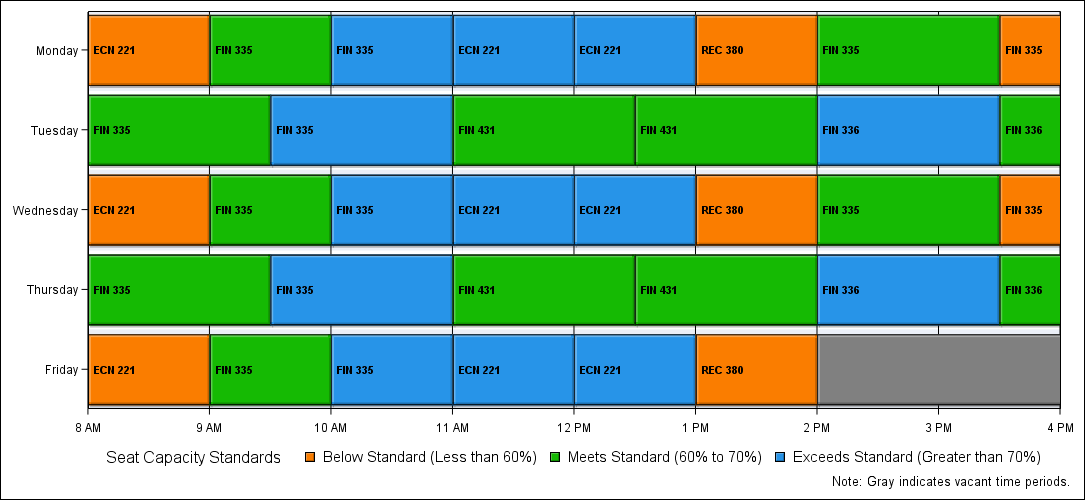 Monday ECN 221 FIN 335 FIN 335 ECN 221 ECN 221 REC 380 FIN 335 FIN 335
Tuesday FIN 335 FIN 335 FIN 431 FIN 431 FIN 336 FIN 336
Wednesday ECN 221 FIN 335 FIN 335 ECN 221 ECN 221 REC 380 FIN 335 FIN 335
Thursday FIN 335 FIN 335 FIN 431 FIN 431 FIN 336 FIN 336
Friday ECN 221 FIN 335 FIN 335 ECN 221 ECN 221 REC 380
8 AM 9 AM 10 AM 11 AM 12 PM 1 PM 2 PM 3 PM 4 PM
Seat Capacity Standards Below Standard (Less than 60%) Meets Standard (60% to 70%) Exceeds Standard (Greater than 70%)
Note: Gray indicates vacant time periods.